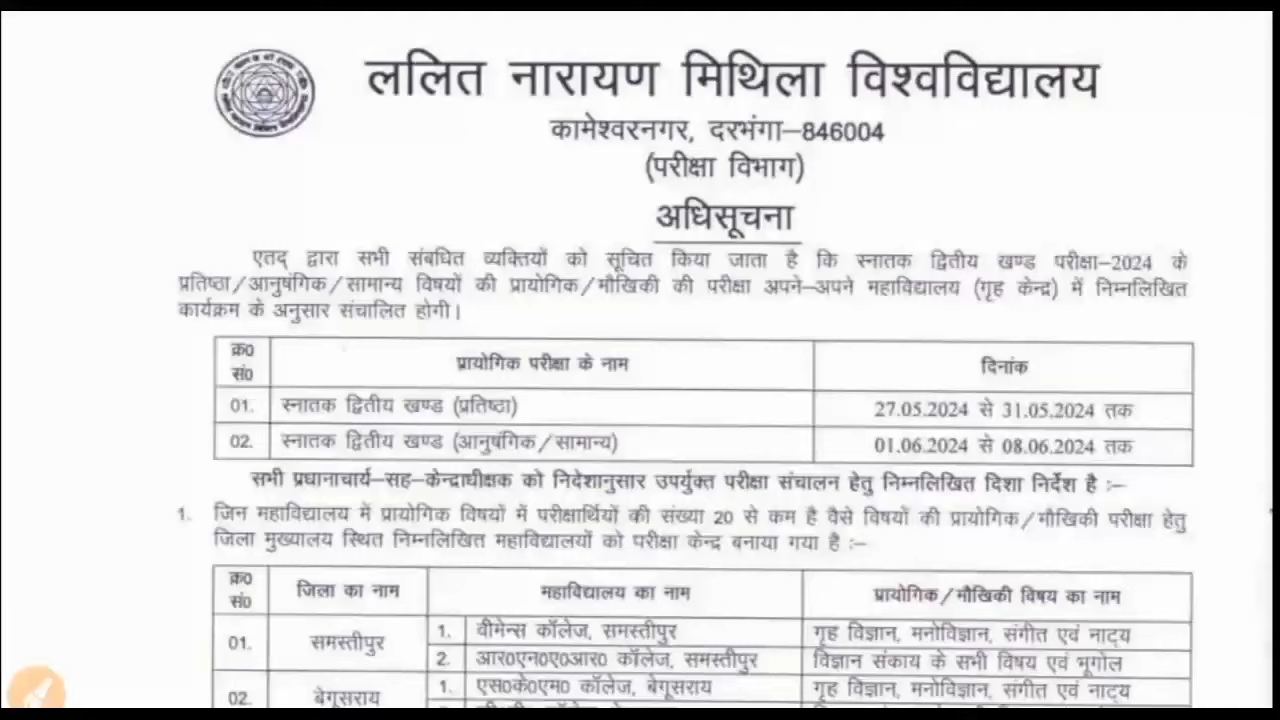 ललित नारायण मिथिला विश्वविद्यालय
कामेश्वरनगर, दरभंगा–846004
(परीक्षा विभाग)
अधिसूचना
एतद् द्वारा सभी संबधित व्यक्तियों को सूचित किया जाता है कि स्नातक द्वितीय खण्ड परीक्षा–2024 के
प्रतिष्ठा/आनुषंगिक/सामान्य विषयों की प्रायोगिक/मौखिकी की परीक्षा अपने–अपने महाविद्यालय (गृह केन्द्र) में निम्नलिखित
कार्यक्रम के अनुसार संचालित होगी।
क्र0 सं0 प्रायोगिक परीक्षा के नाम दिनांक
01. स्नातक द्वितीय खण्ड (प्रतिष्ठा) 27.05.2024 से 31.05.2024 तक
02. स्नातक द्वितीय खण्ड (आनुषंगिक/सामान्य) 01.06.2024 से 08.06.2024 तक
सभी प्रधानाचार्य–सह–केन्द्राधीक्षक को निदेशानुसार उपर्युक्त परीक्षा संचालन हेतु निम्नलिखित दिशा निर्देश है :–
1. जिन महाविद्यालय में प्रायोगिक विषयों में परीक्षार्थियों की संख्या 20 से कम है वैसे विषयों की प्रायोगिक/मौखिकी परीक्षा हेतु
जिला मुख्यालय स्थित निम्नलिखित महाविद्यालयों को परीक्षा केन्द्र बनाया गया है :–
क्र0 सं0 जिला का नाम महाविद्यालय का नाम प्रायोगिक/मौखिकी विषय का नाम
01. समस्तीपुर 1. वीमेन्स कॉलेज, समस्तीपुर गृह विज्ञान, मनोविज्ञान, संगीत एवं नाट्य
2. आर0एन0ए0आर0 कॉलेज, समस्तीपुर विज्ञान संकाय के सभी विषय एवं भूगोल
02. बेगूसराय 1. एस0के0एम0 कॉलेज, बेगूसराय गृह विज्ञान, मनोविज्ञान, संगीत एवं नाट्य